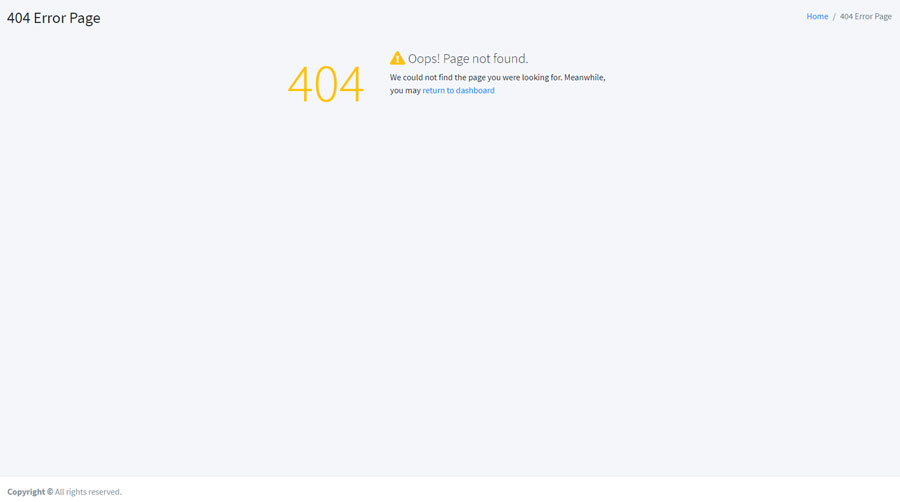 404 Error Page
Home / 404 Error Page
404
Oops! Page not found.
We could not find the page you were looking for. Meanwhile,
you may return to dashboard
Copyright © All rights reserved.